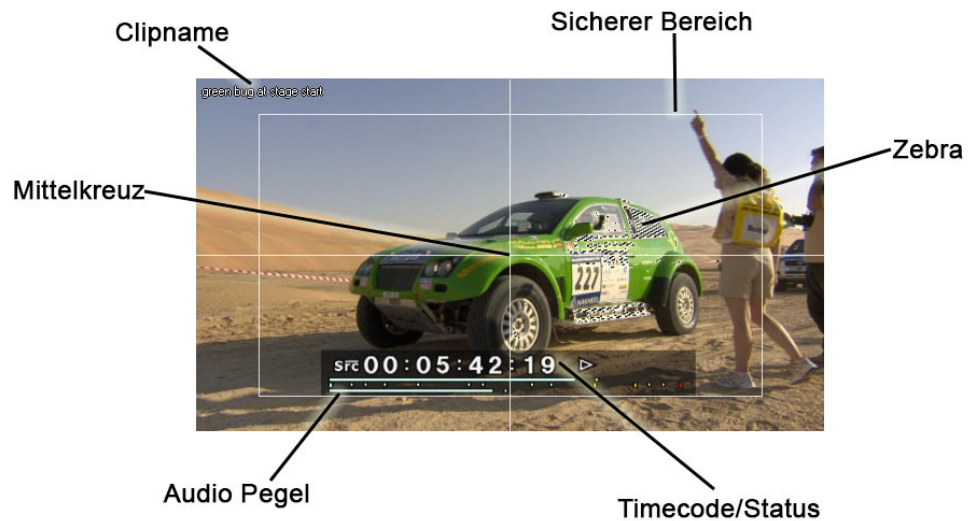 Clipname
Sicherer Bereich
green bug at stage start
Zebra
Mittelkreuz
227
Src 00:05:42:19
Audio Pegel
Timecode/Status